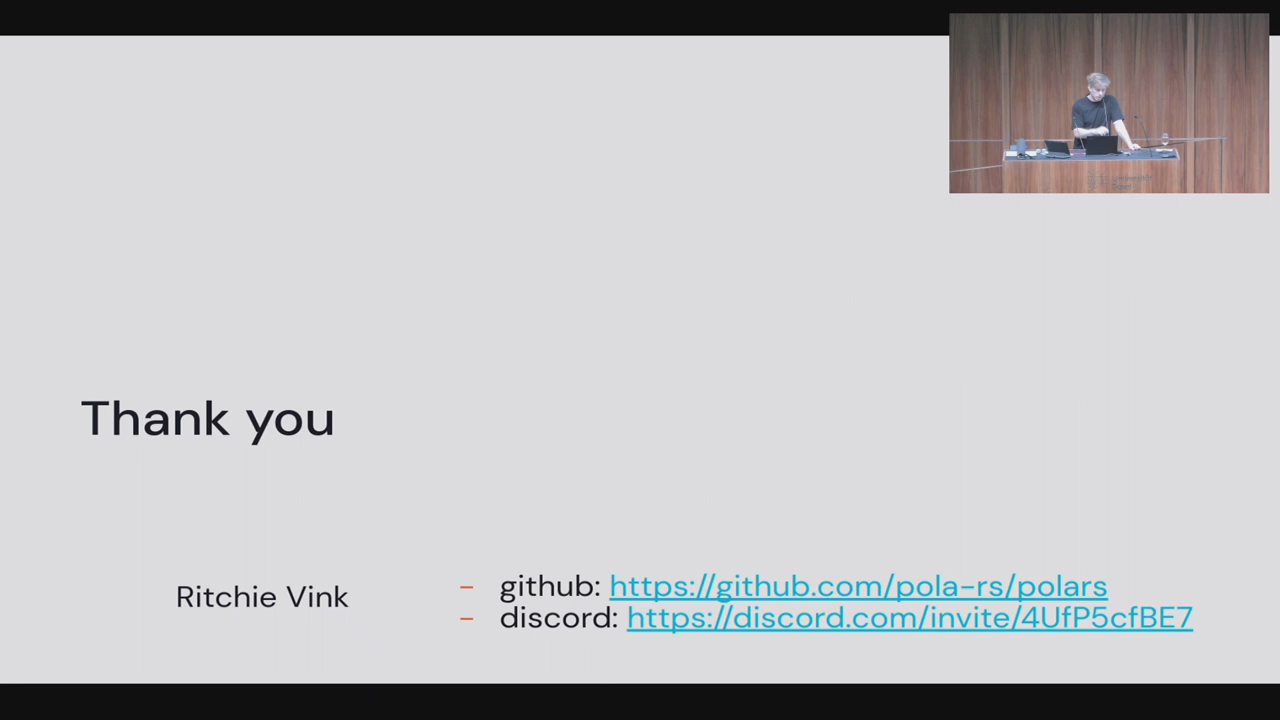 Thank you
Ritchie Vink
- github: https://github.com/pola-rs/polars
- discord: https://discord.com/invite/4UfP5cfBE7